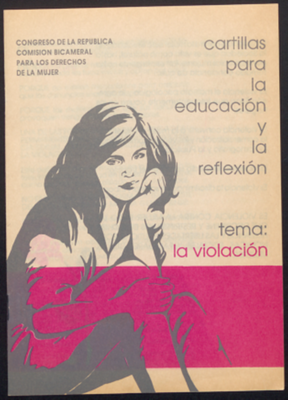 CONGRESO DE LA REPUBLICA
COMISION BICAMERAL
PARA LOS DERECHOS
DE LA MUJER
cartillas
para
la
educación
y
la
reflexión
tema:
la violación